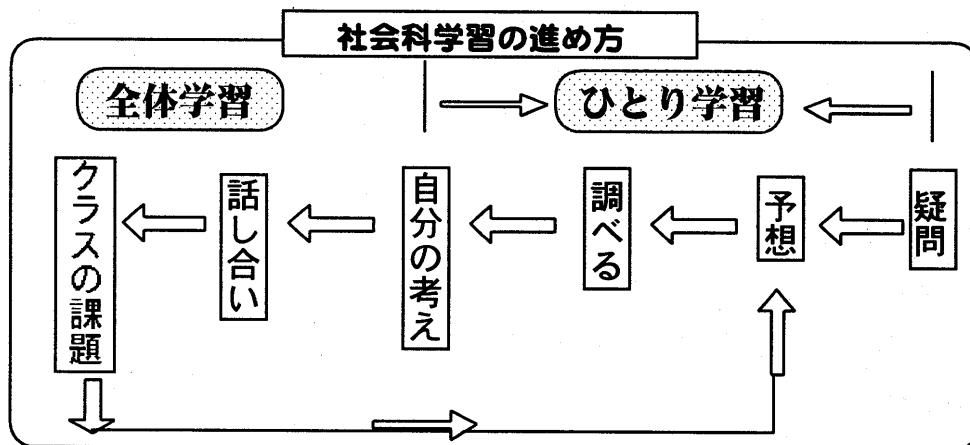 社会科学習の進め方
ひとり学習
全体学習
疑問
予想
調べる
自分の考え
話し合い
クラスの課題